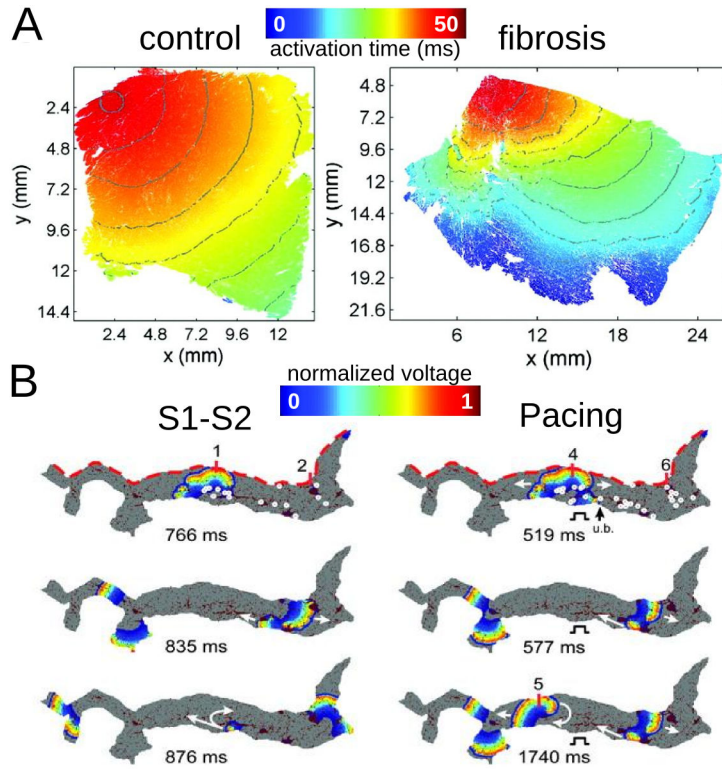 A
control
0 50
activation time (ms)
fibrosis
y (mm)
2.4
4.8
7.2
9.6
12
14.4
2.4 4.8 7.2 9.6 12
x (mm)
y (mm)
4.8
7.2
9.6
12
14.4
16.8
19.2
21.6
6 12 18 24
x (mm)
B
normalized voltage
0 1
S1-S2
Pacing
1 2
766 ms
835 ms
876 ms
4 6
u.b.
519 ms
577 ms
5
1740 ms